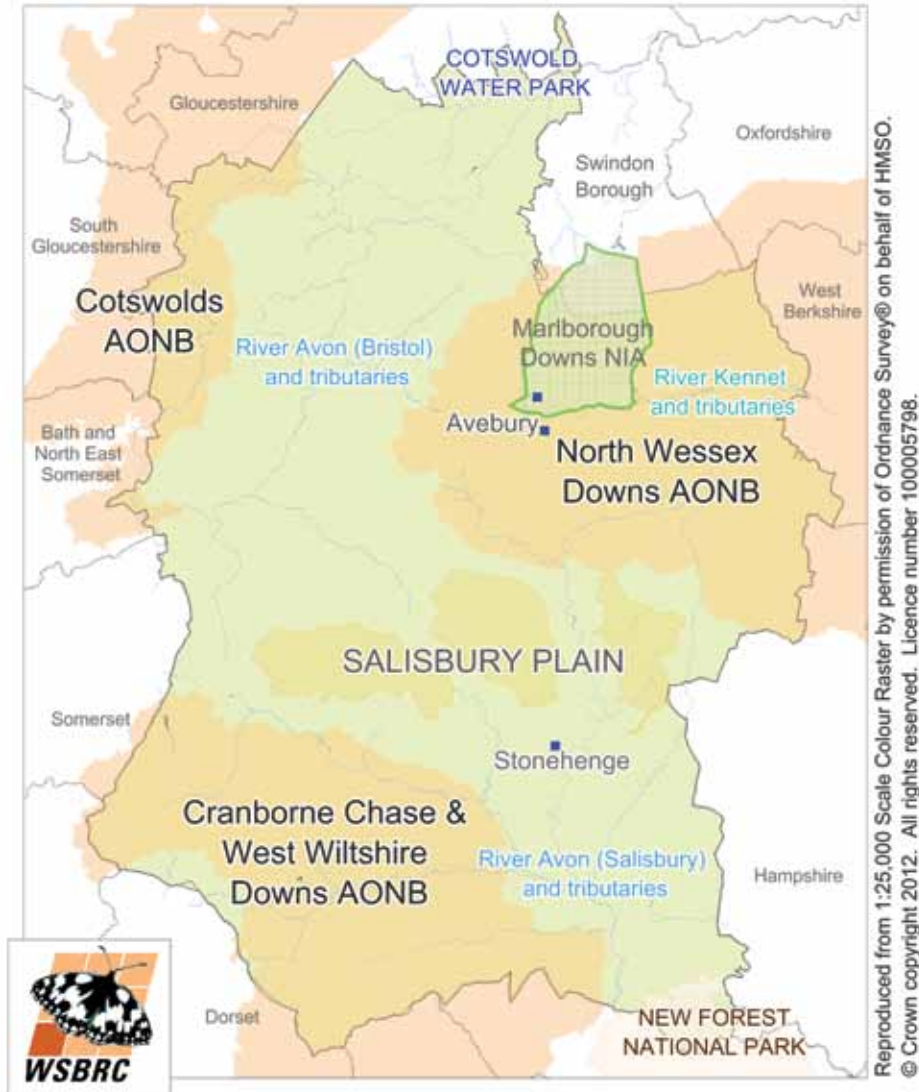 COTSWOLD
WATER PARK
Gloucestershire
Oxfordshire
Swindon
Borough
South
Gloucestershire
Cotswolds
AONB
West
Berkshire
Marlborough
Downs NIA
River Avon (Bristol)
and tributaries
River Kennet
and tributaries
Avebury
Bath and
North East
Somerset
North Wessex
Downs AONB
SALISBURY PLAIN
Somerset
Stonehenge
Cranborne Chase &
West Wiltshire
Downs AONB
River Avon (Salisbury)
and tributaries
Hampshire
Dorset
NEW FOREST
NATIONAL PARK
WSBRC
Reproduced from 1:25,000 Scale Colour Raster by permission of Ordnance Survey® on behalf of HMSO.
© Crown copyright 2012. All rights reserved. Licence number 100005798.